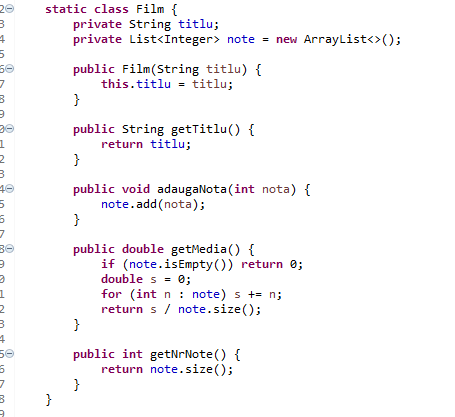 static class Film {
private String titlu;
private List<Integer> note = new ArrayList<>();
public Film(String titlu) {
this.titlu = titlu;
}
public String getTitlu() {
return titlu;
}
public void adaugaNota(int nota) {
note.add(nota);
}
public double getMedia() {
if (note.isEmpty()) return 0;
double s = 0;
for (int n : note) s += n;
return s / note.size();
}
public int getNrNote() {
return note.size();
}
}